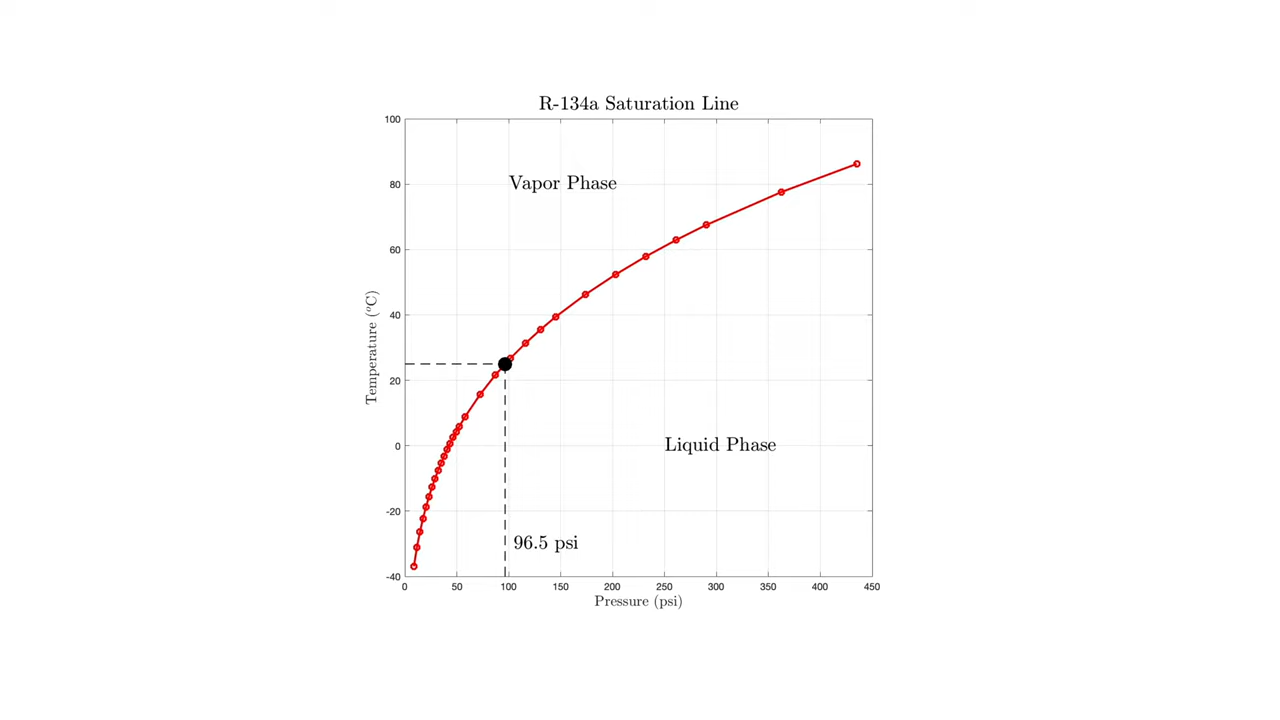 R-134a Saturation Line
100
80
60
40
20
0
-20
-40
Temperature (°C)
Vapor Phase
Liquid Phase
96.5 psi
0 50 100 150 200 250 300 350 400 450
Pressure (psi)